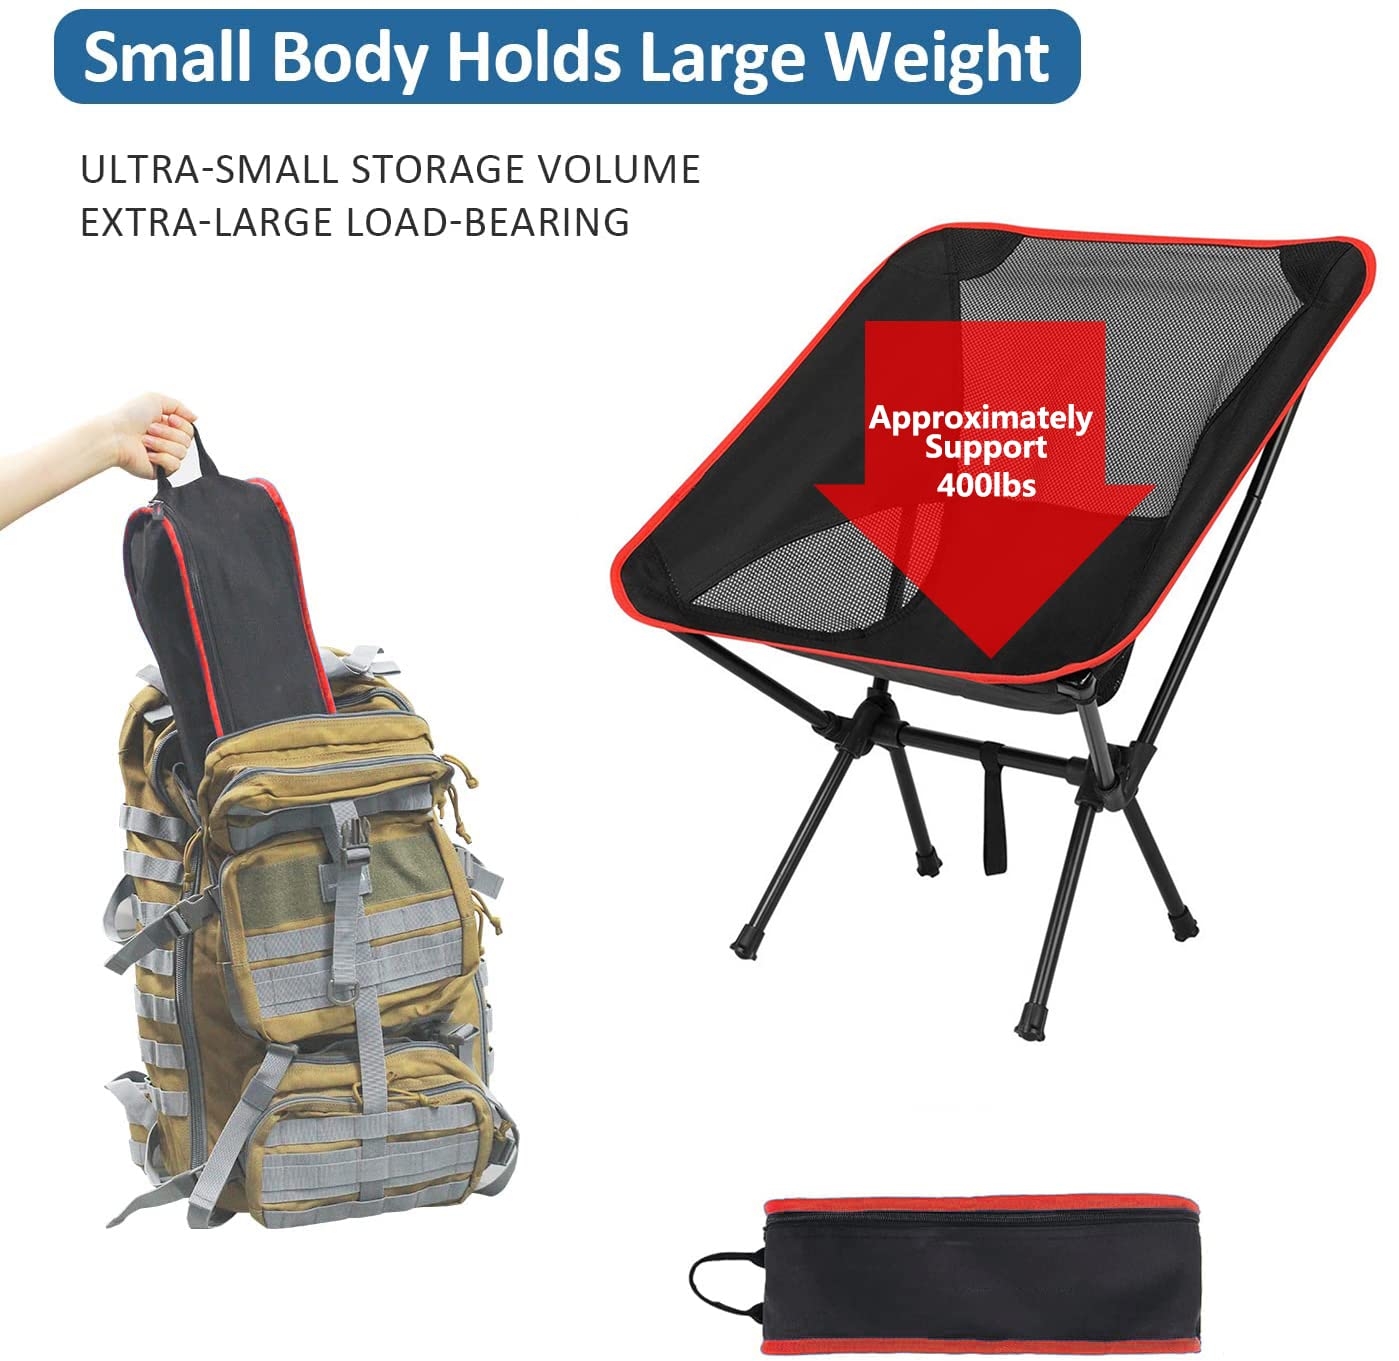 Small Body Holds Large Weight
ULTRA-SMALL STORAGE VOLUME
EXTRA-LARGE LOAD-BEARING
Approximately
Support
400lbs